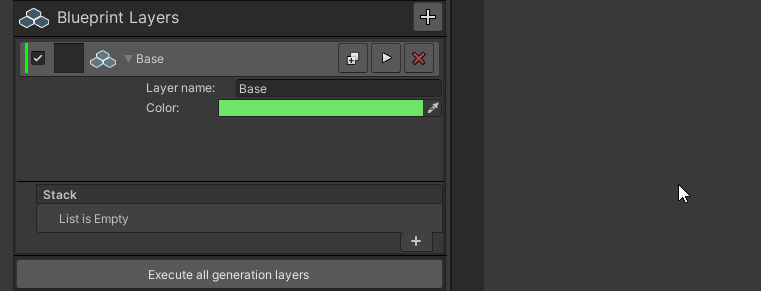 Blueprint Layers
Base
Layer name: Base
Color:
Stack
List is Empty
Execute all generation layers